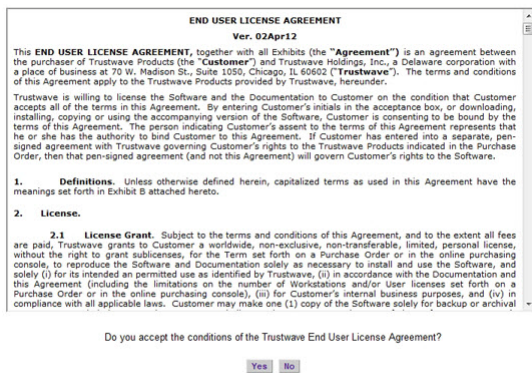 END USER LICENSE AGREEMENT
Ver. 02Apr12
This END USER LICENSE AGREEMENT, together with all Exhibits (the "Agreement") is an agreement between
the purchaser of Trustwave Products (the "Customer") and Trustwave Holdings, Inc., a Delaware corporation with
a place of business at 70 W. Madison St., Suite 1050, Chicago, IL 60602 ("Trustwave"). The terms and conditions
of this Agreement apply to the Trustwave Products provided by Trustwave, hereunder.
Trustwave is willing to license the Software and the Documentation to Customer on the condition that Customer
accepts all of the terms in this Agreement. By entering Customer's initials in the acceptance box, or downloading,
installing, copying or using the accompanying version of the Software, Customer is consenting to be bound by the
terms of this Agreement. The person indicating Customer's assent to the terms of this Agreement represents that
he or she has the authority to bind Customer to this Agreement. If Customer has entered into a separate, pen-
signed agreement with Trustwave governing Customer's rights to the Trustwave Products indicated in the Purchase
Order, then that pen-signed agreement (and not this Agreement) will govern Customer's rights to the Software.
1. Definitions. Unless otherwise defined herein, capitalized terms as used in this Agreement have the
meanings set forth in Exhibit B attached hereto.
2. License.
2.1 License Grant. Subject to the terms and conditions of this Agreement, and to the extent all fees
are paid, Trustwave grants to Customer a worldwide, non-exclusive, non-transferable, limited, personal license,
without the right to grant sublicenses, for the Term set forth on a Purchase Order or in the online purchasing
console, to reproduce the Software and Documentation solely as necessary to install and use the Software, and
solely (i) for its intended an permitted use as identified by Trustwave, (ii) in accordance with the Documentation and
this Agreement (including the limitations on the number of Workstations and/or User licenses set forth on a
Purchase Order or in the online purchasing console), (iii) for Customer's internal business purposes, and (iv) in
compliance with all applicable laws. Customer may make one (1) copy of the Software solely for backup or archival
Do you accept the conditions of the Trustwave End User License Agreement?
Yes No